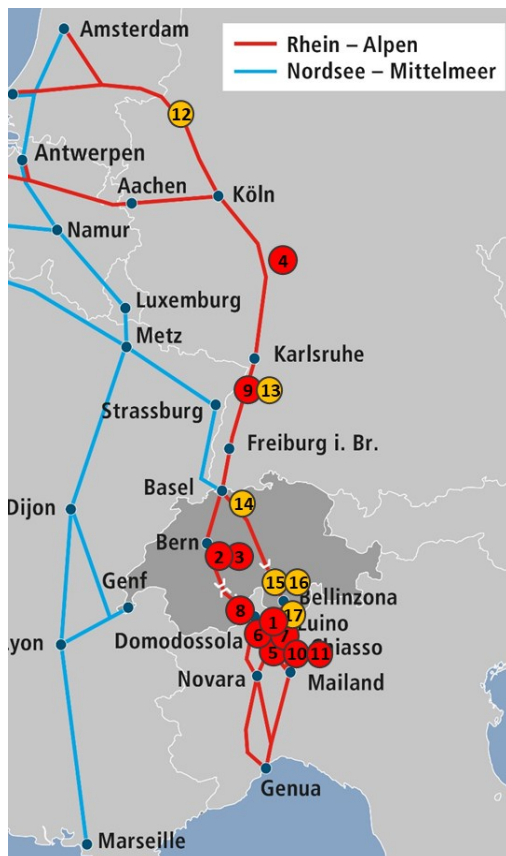 Amsterdam
Rhein – Alpen
Nordsee – Mittelmeer
12
Antwerpen
Aachen
Köln
Namur
4
Luxemburg
Metz
Karlsruhe
9 13
Strassburg
Freiburg i. Br.
Basel
14
Dijon
Bern
2 3
Genf
15 16
Bellinzona
8
1
17
Luino
Lyon
Domodossola
6
7
Chiasso
5
10
11
Novara
Mailand
Genua
Marseille